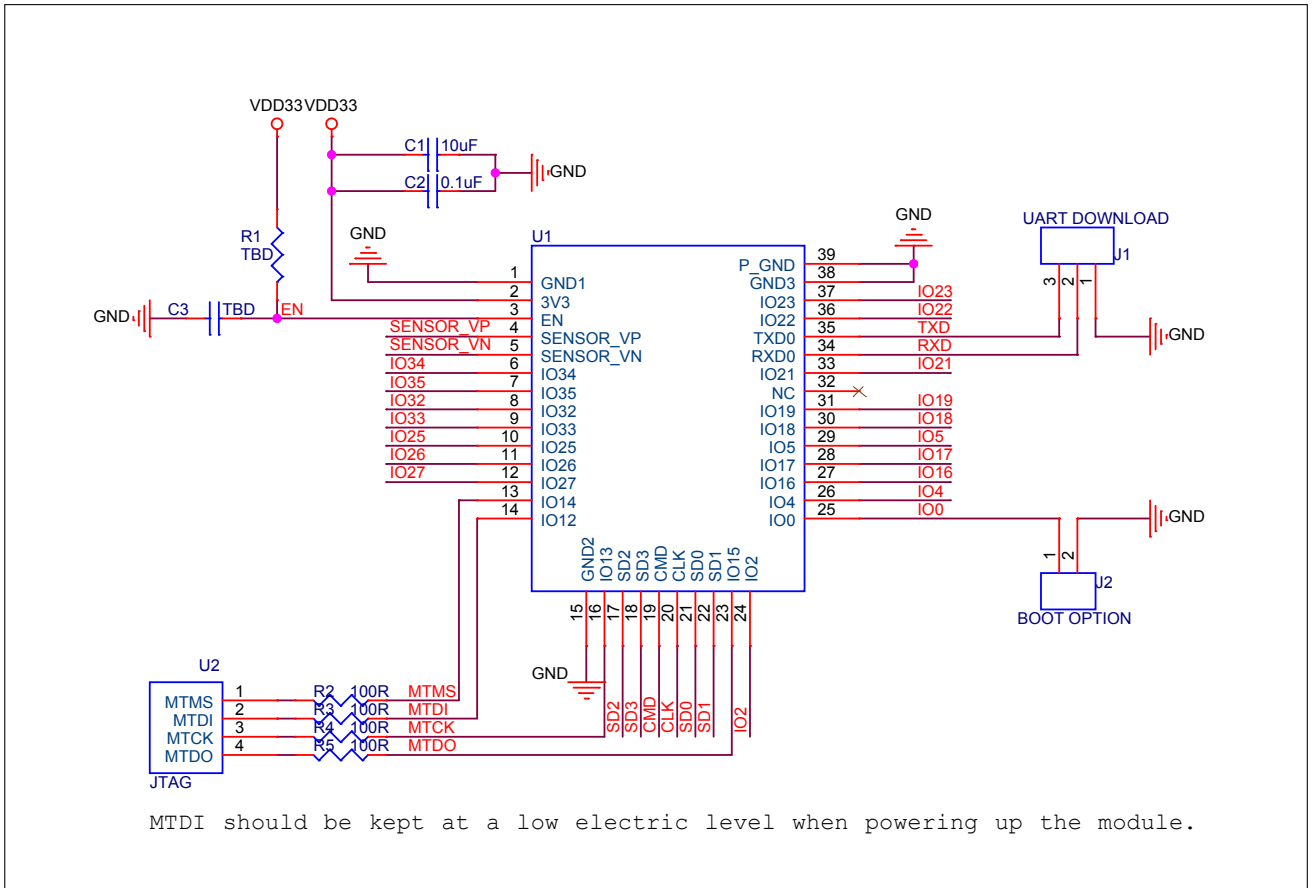 VDD33 VDD33
C1 10uF
GND
C2 0.1uF
R1
TBD
GND
U1
GND
UART DOWNLOAD
J1
3 2 1
GND
GND C3 TBD EN
1 GND1
2 3V3
3 EN
SENSOR_VP 4 SENSOR_VP
SENSOR_VN 5 SENSOR_VN
IO34 6 IO34
IO35 7 IO35
IO32 8 IO32
IO33 9 IO33
IO25 10 IO25
IO26 11 IO26
IO27 12 IO27
13 IO14
14 IO12
P_GND 39
GND3 38
IO23 37 IO23
IO22 36 IO22
TXD0 35 TXD
RXD0 34 RXD
IO21 33 IO21
NC 32
IO19 31 IO19
IO18 30 IO18
IO5 29 IO5
IO17 28 IO17
IO16 27 IO16
IO4 26 IO4
IO0 25 IO0
GND
1 2
J2
BOOT OPTION
GND2 IO13 SD2 SD3 CMD CLK SD0 SD1 IO15 IO2
15 16 17 18 19 20 21 22 23 24
GND
SD2 SD3 CMD CLK SD0 SD1 IO2
U2
MTMS 1 R2 100R MTMS
MTDI 2 R3 100R MTDI
MTCK 3 R4 100R MTCK
MTDO 4 R5 100R MTDO
JTAG
MTDI should be kept at a low electric level when powering up the module.